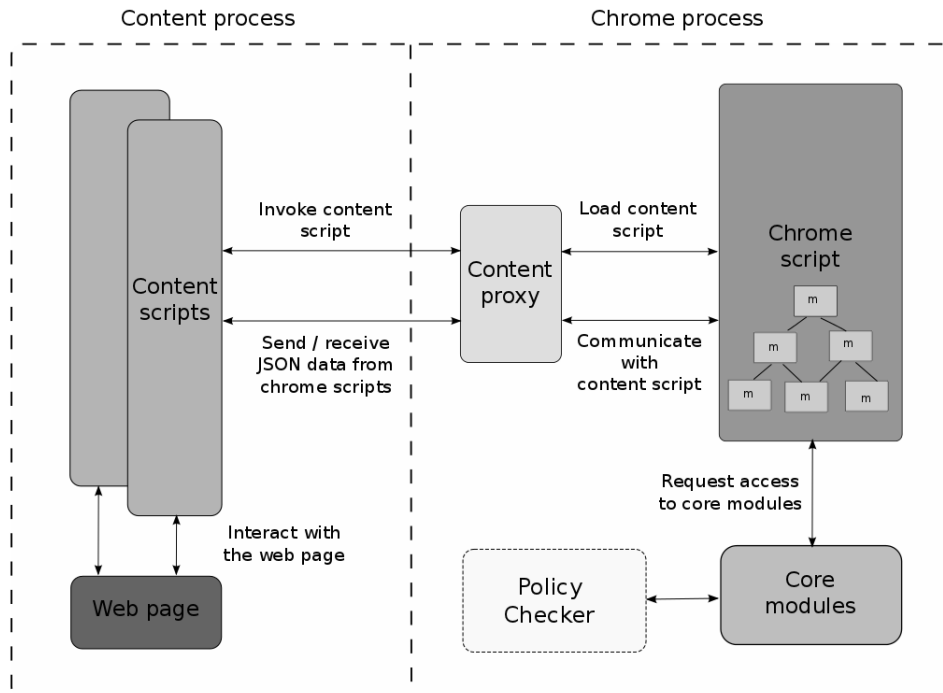 Content process
Chrome process
Invoke content
script
Load content
script
Content
scripts
Content
proxy
Chrome
script
m
m
m
m
m
m
Send / receive
JSON data from
chrome scripts
Communicate
with
content script
Request access
to core modules
Interact with
the web page
Web page
Policy
Checker
Core
modules